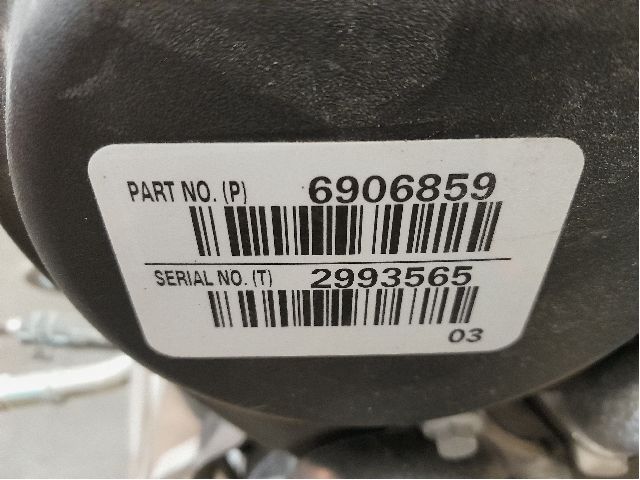 PART NO. (P) 6906859
SERIAL NO. (T) 2993565
03